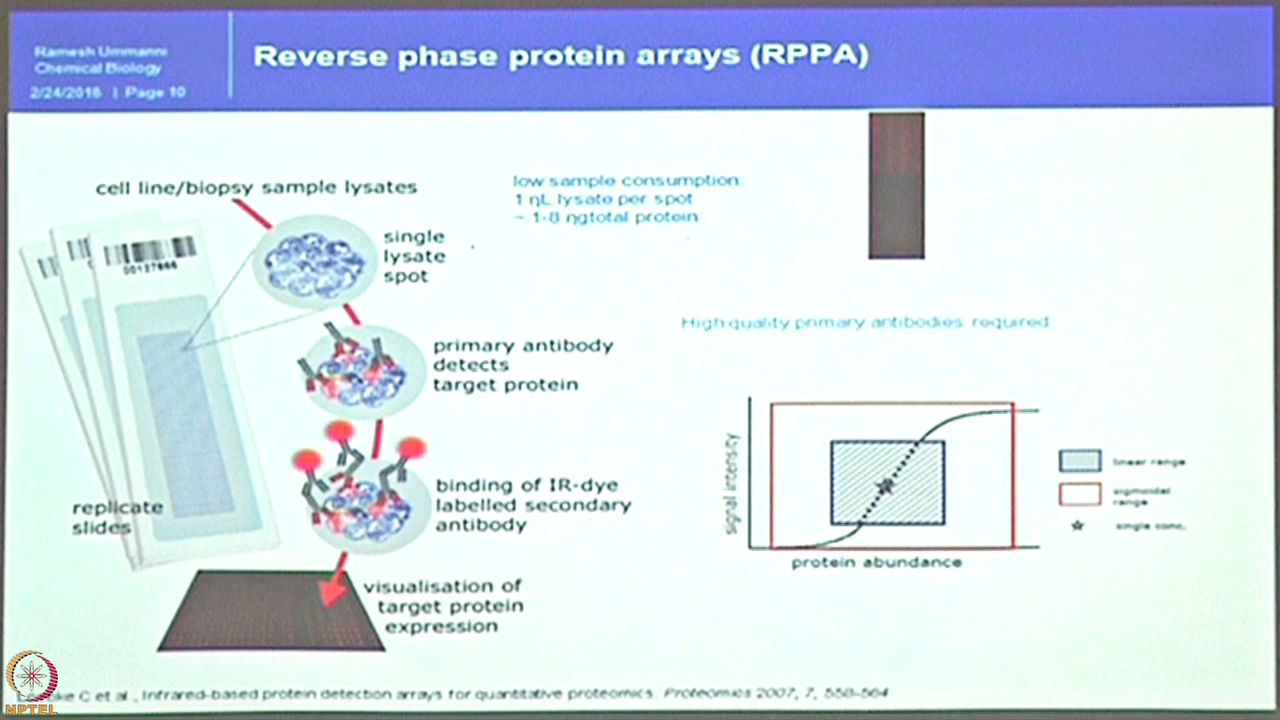 Ramesh Ummanni
Chemical Biology
2/24/2016 | Page 10
Reverse phase protein arrays (RPPA)
cell line/biopsy sample lysates
low sample consumption:
1 ηL lysate per spot
~ 1-8 ηgtotal protein
single
lysate
spot
00137666
High quality primary antibodies required.
primary antibody
detects
target protein
signal intensity
linear range
sigmoidal
range
single conc.
protein abundance
binding of IR-dye
labelled secondary
antibody
replicate
slides
visualisation of
target protein
expression
C et al., Infrared-based protein detection arrays for quantitative proteomics. Proteomics 2007, 7, 558-564
NPTEL